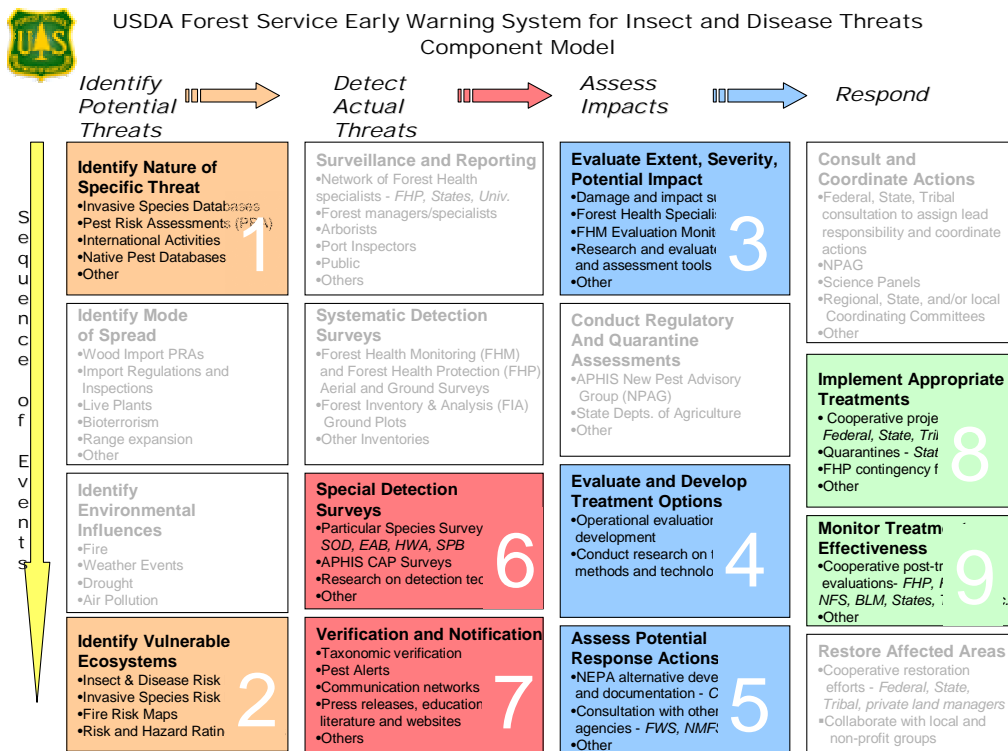 USDA Forest Service Early Warning System for Insect and Disease Threats
Component Model
UAS
Identify
Potential
Threats
Detect
Actual
Threats
Assess
Impacts
Respond
Sequence of Events
Identify Nature of
Specific Threat
•Invasive Species Databases
•Pest Risk Assessments (PRA)
•International Activities
•Native Pest Databases
•Other
1
Identify Mode
of Spread
•Wood Import PRAs
•Import Regulations and
Inspections
•Live Plants
•Bioterrorism
•Range expansion
•Other
Identify
Environmental
Influences
•Fire
•Weather Events
•Drought
•Air Pollution
Identify Vulnerable
Ecosystems
•Insect & Disease Risk
•Invasive Species Risk
•Fire Risk Maps
•Risk and Hazard Ratin
2
Surveillance and Reporting
•Network of Forest Health
specialists - FHP, States, Univ.
•Forest managers/specialists
•Arborists
•Port Inspectors
•Public
•Others
Systematic Detection
Surveys
•Forest Health Monitoring (FHM)
and Forest Health Protection (FHP)
Aerial and Ground Surveys
•Forest Inventory & Analysis (FIA)
Ground Plots
•Other Inventories
Special Detection
Surveys
•Particular Species Survey
SOD, EAB, HWA, SPB
•APHIS CAP Surveys
•Research on detection tec
•Other
6
Verification and Notification
•Taxonomic verification
•Pest Alerts
•Communication networks
•Press releases, education
literature and websites
•Others
7
Evaluate Extent, Severity,
Potential Impact
•Damage and impact su
•Forest Health Specialis
•FHM Evaluation Monit
•Research and evaluate
and assessment tools
•Other
3
Conduct Regulatory
And Quarantine
Assessments
•APHIS New Pest Advisory
Group (NPAG)
•State Depts. of Agriculture
•Other
Evaluate and Develop
Treatment Options
•Operational evaluation
development
•Conduct research on
methods and technolo
4
Assess Potential
Response Actions
•NEPA alternative deve
and documentation -
•Consultation with other
agencies - FWS, NMFS
•Other
5
Consult and
Coordinate Actions
•Federal, State, Tribal
consultation to assign lead
responsibility and coordinate
actions
•NPAG
•Science Panels
•Regional, State, and/or local
Coordinating Committees
•Other
Implement Appropriate
Treatments
• Cooperative proje
Federal, State, Tri
•Quarantines - Stat
•FHP contingency f
•Other
8
Monitor Treatm
Effectiveness
•Cooperative post-tr
evaluations- FHP,
NFS, BLM, States,
•Other
9
Restore Affected Areas
•Cooperative restoration
efforts - Federal, State,
Tribal, private land managers
▪Collaborate with local and
non-profit groups